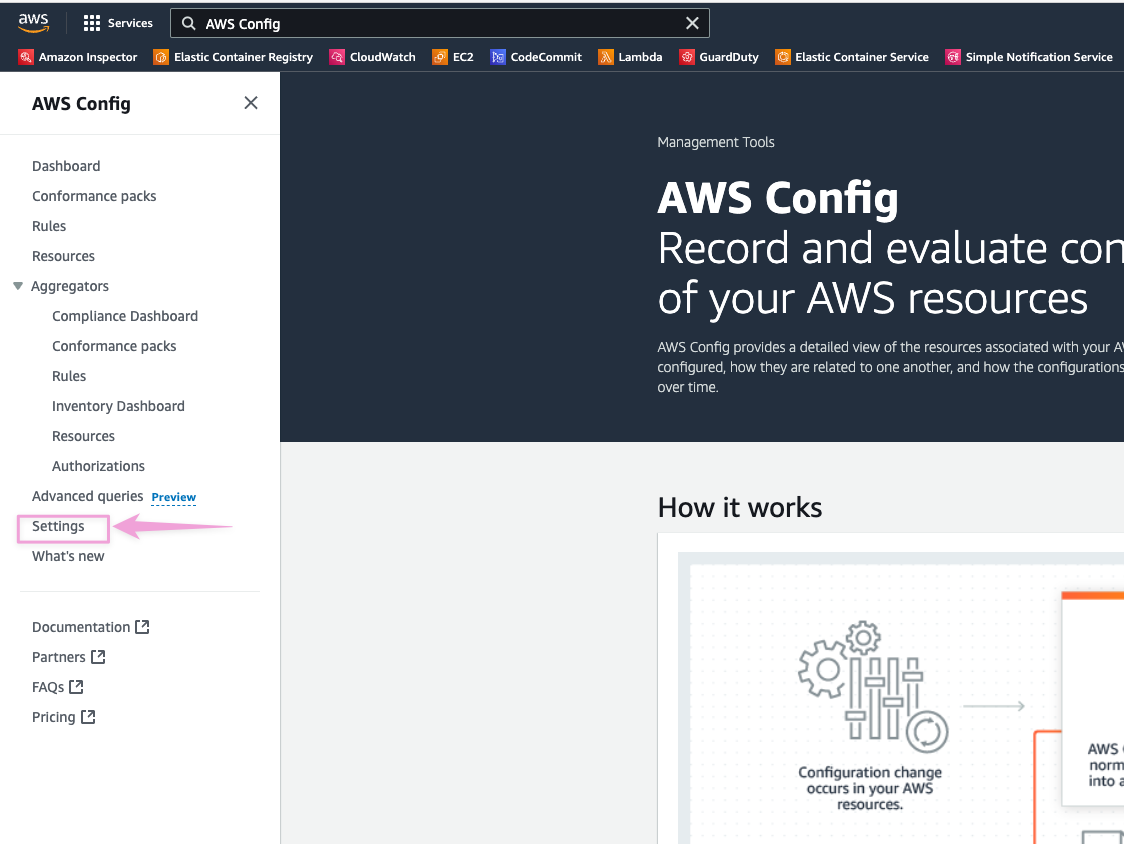 aws
Services
AWS Config
Amazon Inspector
Elastic Container Registry
CloudWatch
EC2
CodeCommit
Lambda
GuardDuty
Elastic Container Service
Simple Notification Service
AWS Config
Dashboard
Conformance packs
Rules
Resources
Aggregators
Compliance Dashboard
Conformance packs
Rules
Inventory Dashboard
Resources
Authorizations
Advanced queries Preview
Settings
What's new
Documentation
Partners
FAQs
Pricing
Management Tools
AWS Config
Record and evaluate con
of your AWS resources
AWS Config provides a detailed view of the resources associated with your AW
configured, how they are related to one another, and how the configurations
over time.
How it works
Configuration change
occurs in your AWS
resources.
AWS
norm
into a